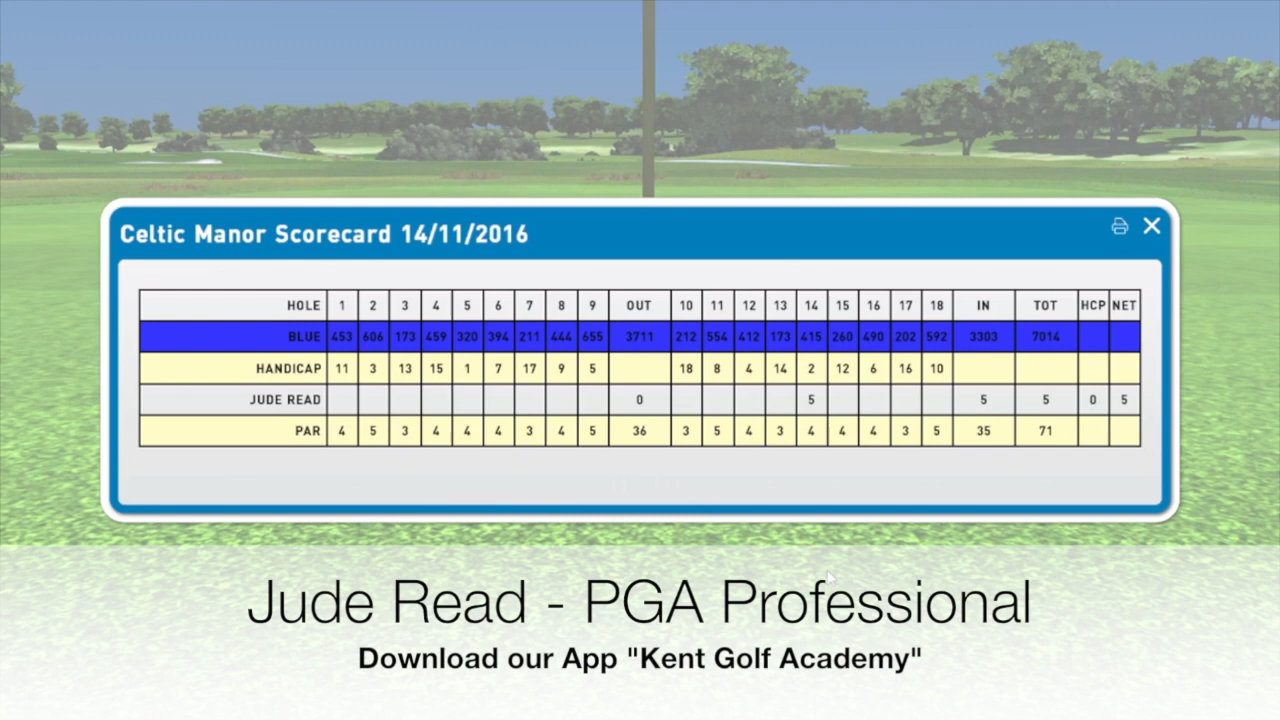 Celtic Manor Scorecard 14/11/2016
HOLE 1 2 3 4 5 6 7 8 9 OUT 10 11 12 13 14 15 16 17 18 IN TOT HCP NET
BLUE 453 606 173 459 320 394 211 444 655 3711 212 554 412 173 415 260 490 202 592 3303 7014
HANDICAP 11 3 13 15 1 7 17 9 5 18 8 4 14 2 12 6 16 10
JUDE READ 0 5 5 5 0 5
PAR 4 5 3 4 4 4 3 4 5 36 3 5 4 3 4 4 4 3 5 35 71
Jude Read - PGA Professional
Download our App "Kent Golf Academy"